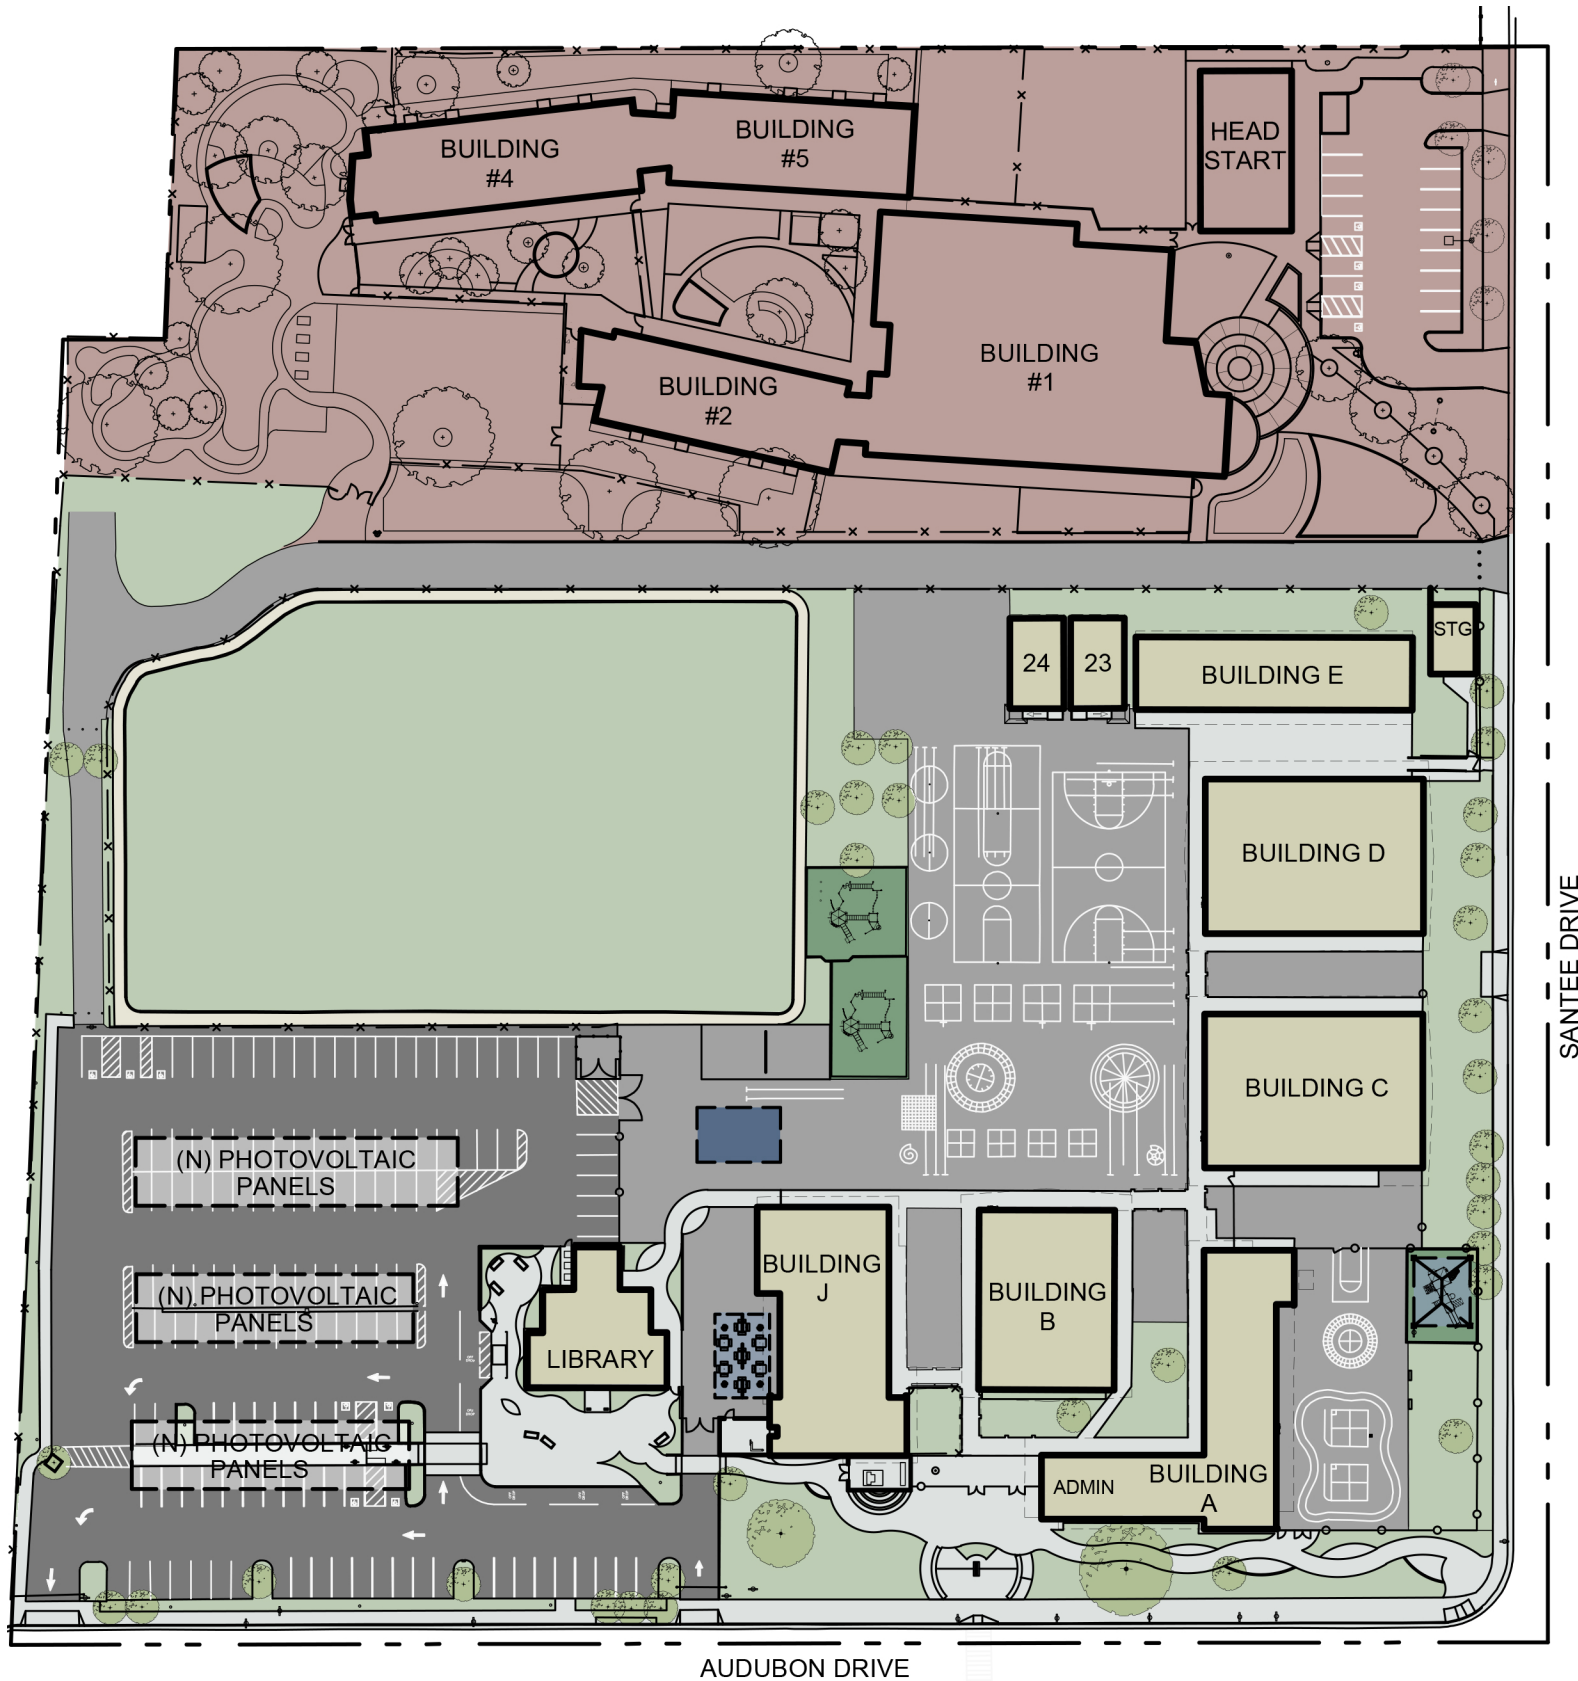 BUILDING
#5
BUILDING
#4
HEAD
START
BUILDING
#1
BUILDING
#2
STGP
24
23
BUILDING E
BUILDING D
SANTEE DRIVE
BUILDING C
(N) PHOTOVOLTAIC
PANELS
BUILDING
J
BUILDING
B
(N) PHOTOVOLTAIC
PANELS
LIBRARY
(N) PHOTOVOLTAIC
PANELS
ADMIN
BUILDING
A
AUDUBON DRIVE